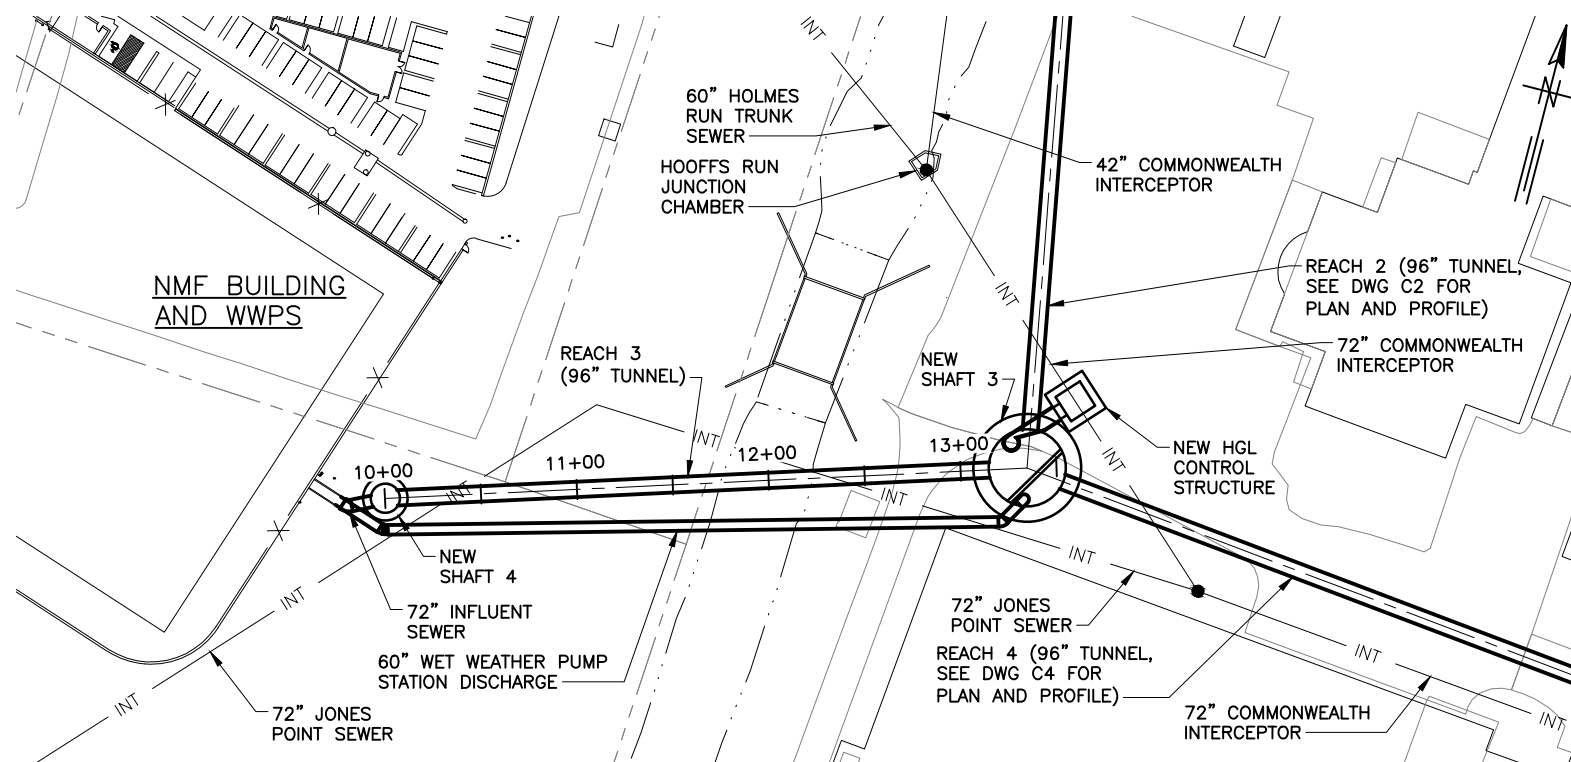 INT
60” HOLMES
RUN TRUNK
SEWER
HOOFFS RUN
JUNCTION
CHAMBER
42” COMMONWEALTH
INTERCEPTOR
N
NMF BUILDING
AND WWPS
INT
REACH 2 (96” TUNNEL,
SEE DWG C2 FOR
PLAN AND PROFILE)
REACH 3
(96” TUNNEL)
NEW
SHAFT 3
72” COMMONWEALTH
INTERCEPTOR
INT
10+00
11+00
12+00
13+00
INT
NEW HGL
CONTROL
STRUCTURE
INT
INT
NEW
SHAFT 4
INT
INT
72” INFLUENT
SEWER
72” JONES
POINT SEWER
60” WET WEATHER PUMP
STATION DISCHARGE
REACH 4 (96” TUNNEL,
SEE DWG C4 FOR
PLAN AND PROFILE)
INT
INT
72” JONES
POINT SEWER
72” COMMONWEALTH
INTERCEPTOR
INT